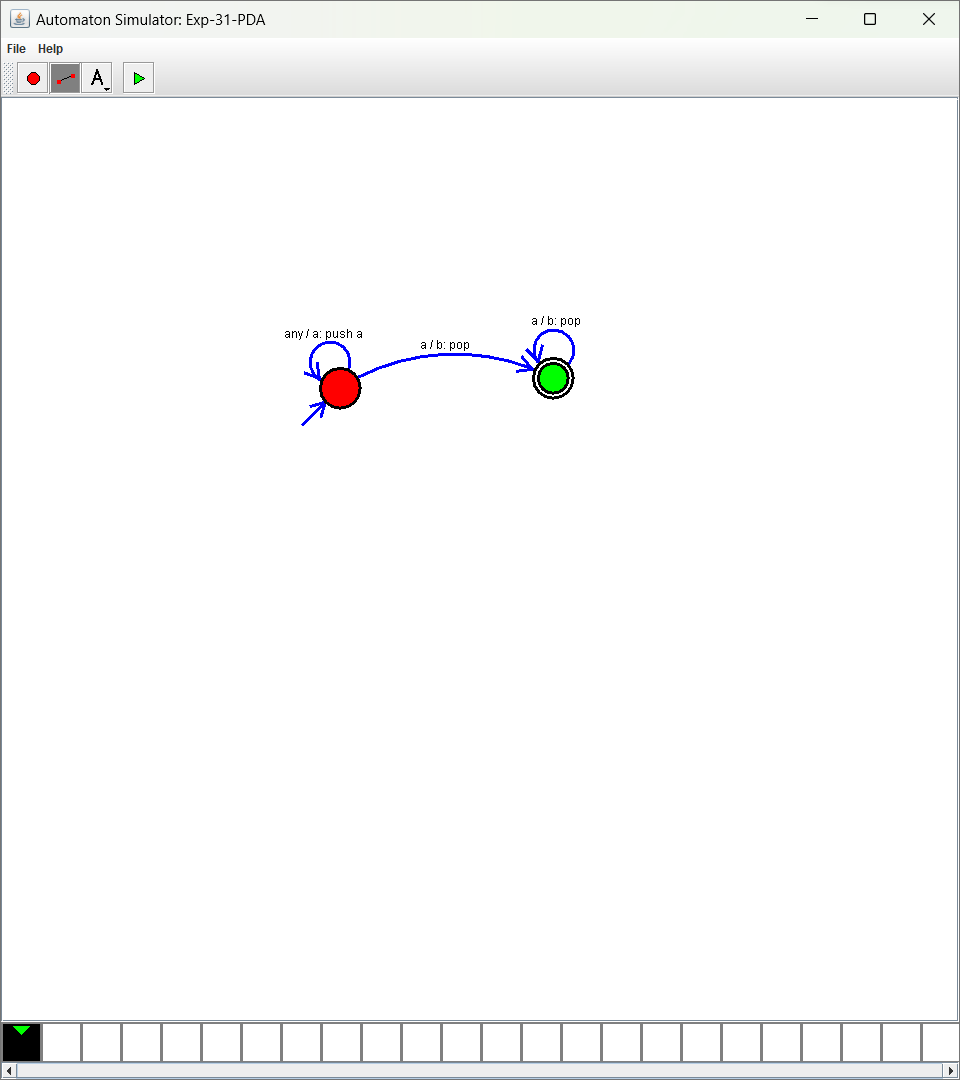 Automaton Simulator: Exp-31-PDA
File Help
A
a / b: pop
any / a: push a
a / b: pop